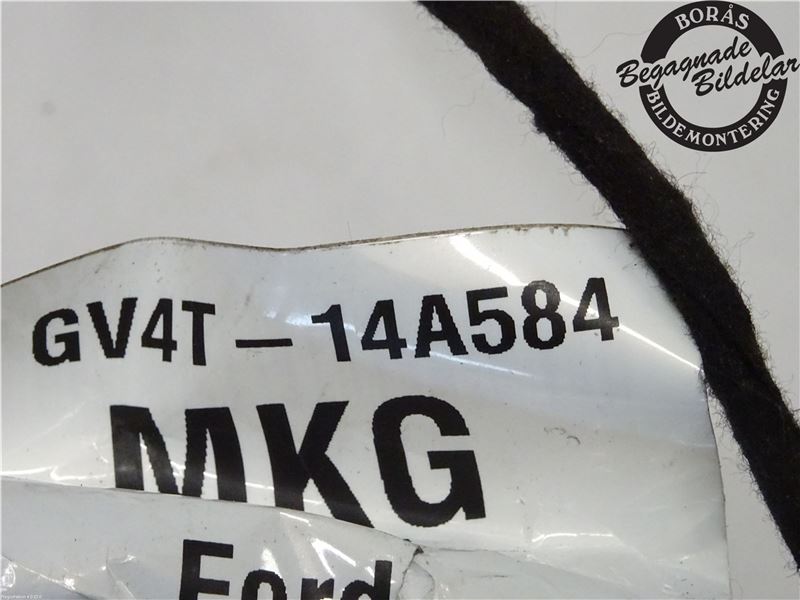 BORÅS
Begagnade
Bildelar
BILDEMONTERING
GV4T-14A584
MKG
Ford